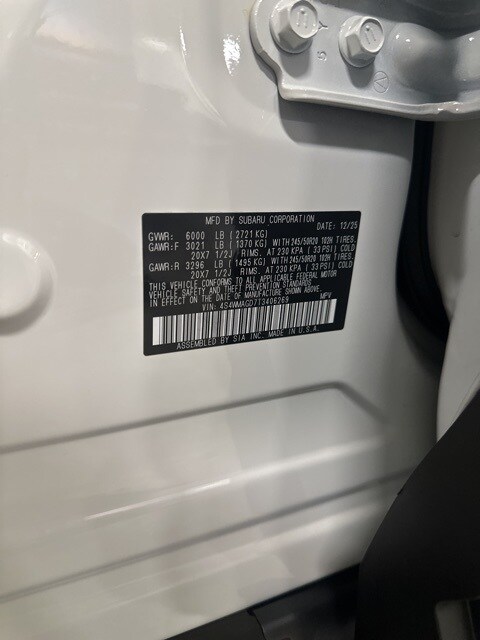 MFD BY SUBARU CORPORATION
DATE: 12/25
GVWR: 6000 LB ( 2721 KG)
GAWR:F 3021 LB ( 1370 KG) WITH 245/50R20 102H TIRES,
20X7 1/2J RIMS, AT 230 KPA ( 33 PSI) COLD
GAWR:R 3296 LB ( 1495 KG) WITH 245/50R20 102H TIRES,
20X7 1/2J RIMS, AT 230 KPA ( 33 PSI) COLD
THIS VEHICLE CONFORMS TO ALL APPLICABLE FEDERAL MOTOR
VEHICLE SAFETY AND THEFT PREVENTION STANDARDS
IN EFFECT ON THE DATE OF MANUFACTURE SHOWN ABOVE.
VIN: 4S4WMAGD7T3406269 MPV
ASSEMBLED BY SIA INC. MADE IN U.S.A.